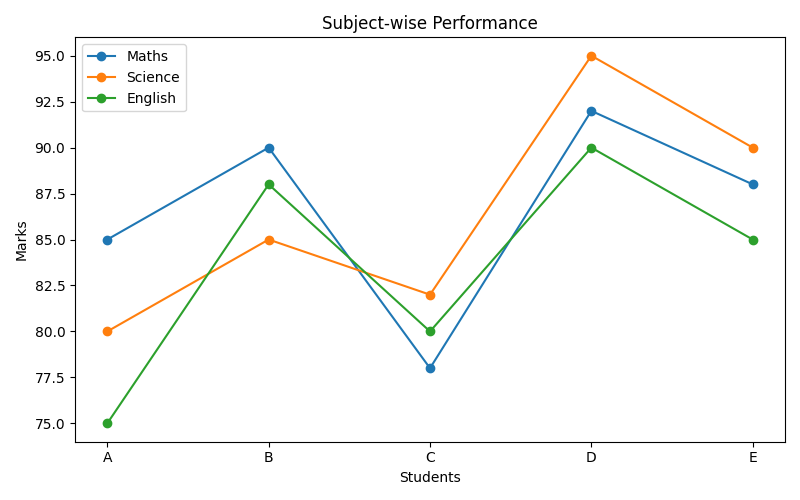 Subject-wise Performance
Maths
Science
English
95.0
92.5
90.0
87.5
85.0
82.5
80.0
77.5
75.0
Marks
A B C D E
Students